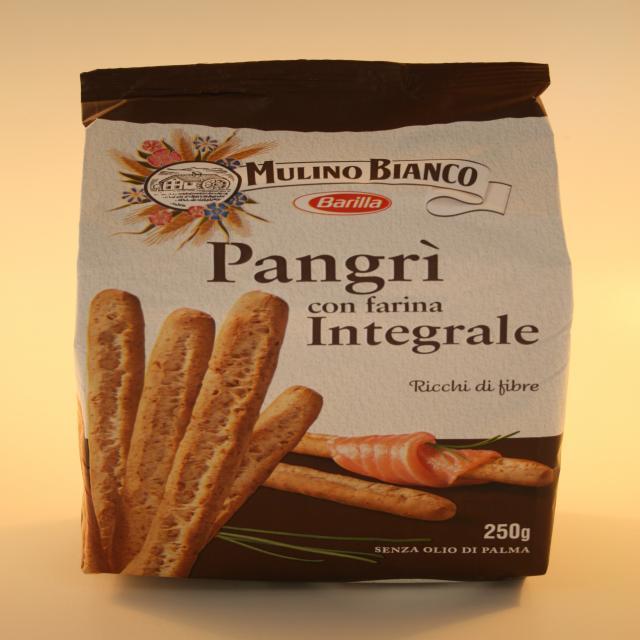 MULINO BIANCO
Barilla
Pangrì
con farina
Integrale
Ricchi di fibre
250g
SENZA OLIO DI PALMA